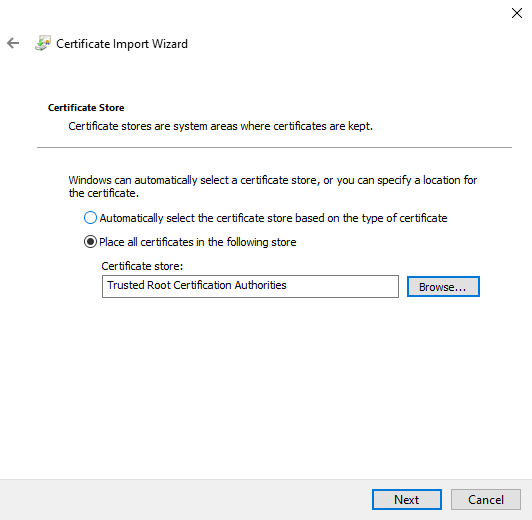 Certificate Import Wizard
Certificate Store
Certificate stores are system areas where certificates are kept.
Windows can automatically select a certificate store, or you can specify a location for
the certificate.
Automatically select the certificate store based on the type of certificate
Place all certificates in the following store
Certificate store:
Trusted Root Certification Authorities
Browse...
Next
Cancel